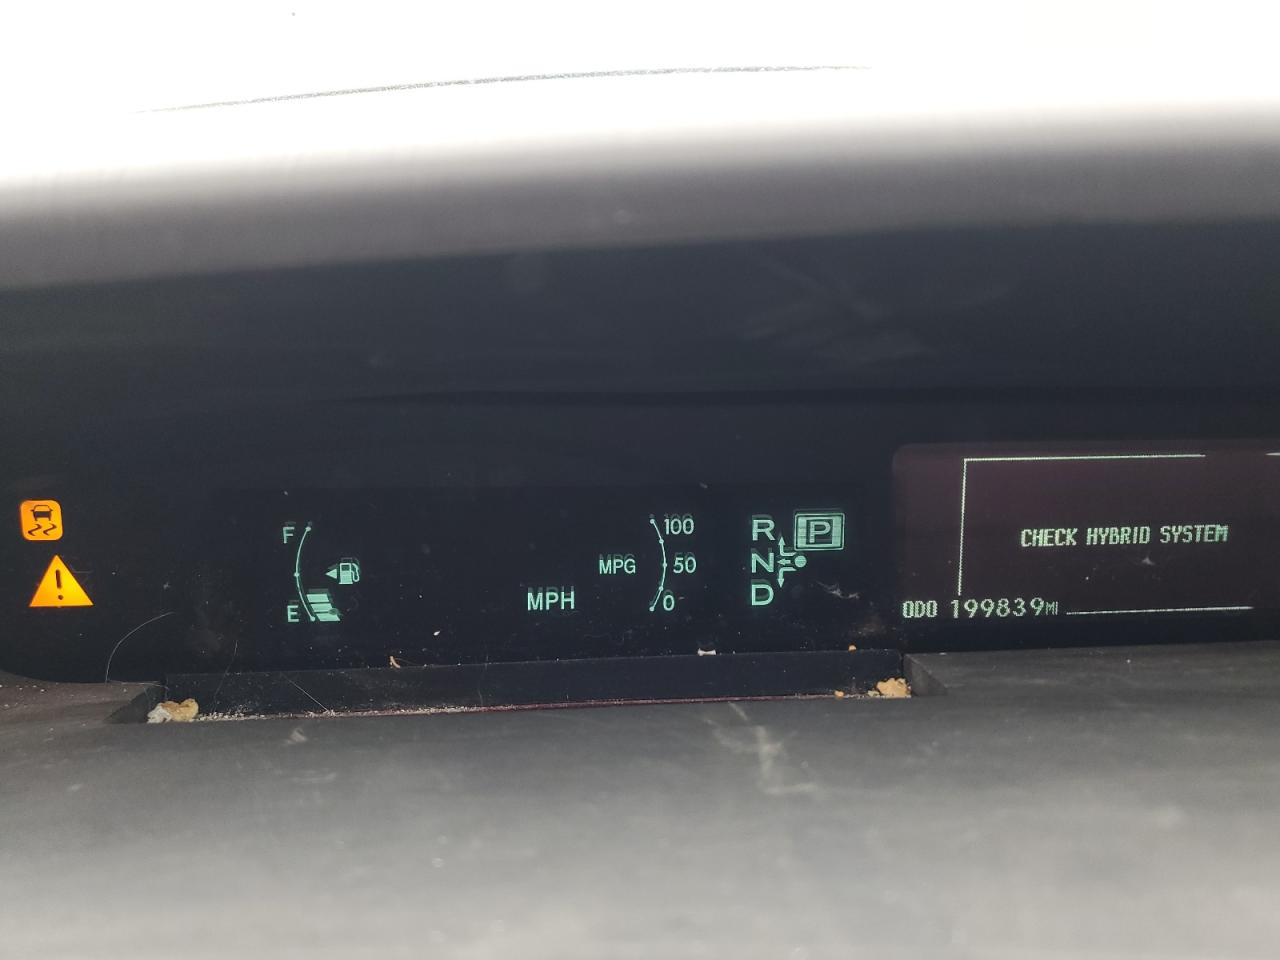 F
E
MPH
MPG
100
50
0
R
N
D
P
CHECK HYBRID SYSTEM
ODO 199839MI